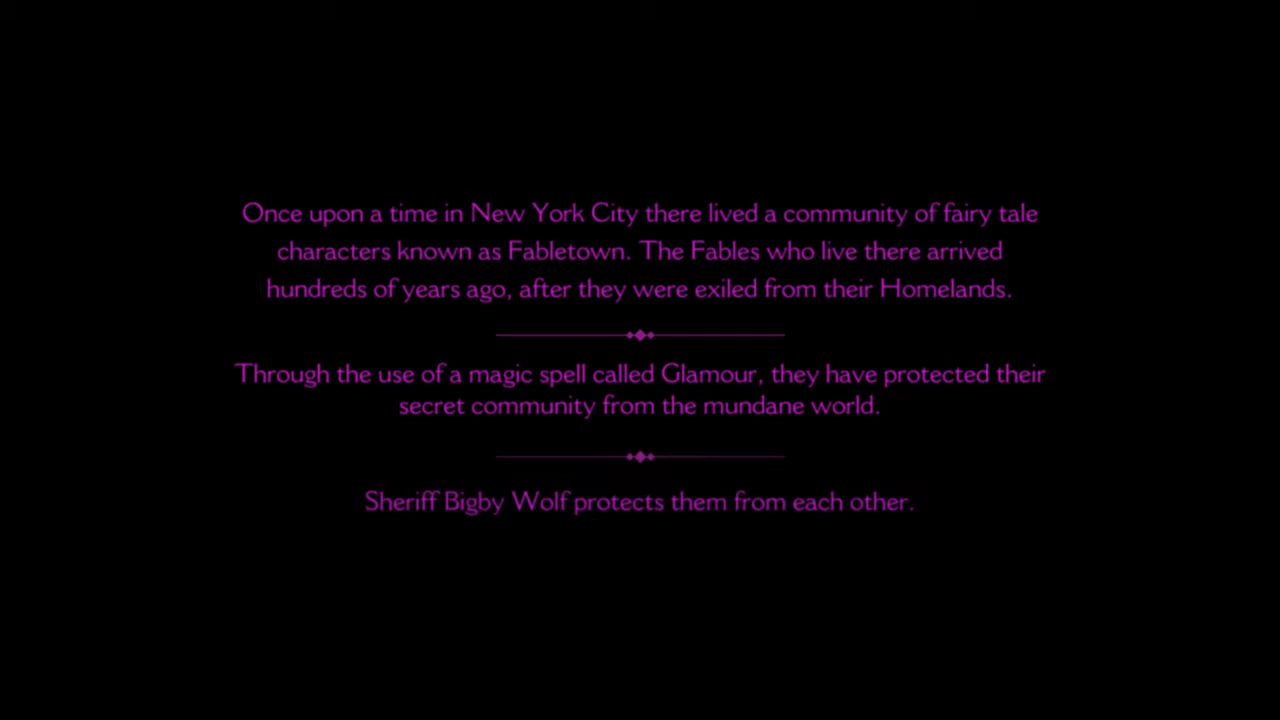 Once upon a time in New York City there lived a community of fairy tale
characters known as Fabletown. The Fables who live there arrived
hundreds of years ago, after they were exiled from their Homelands.
Through the use of a magic spell called Glamour, they have protected their
secret community from the mundane world.
Sheriff Bigby Wolf protects them from each other.